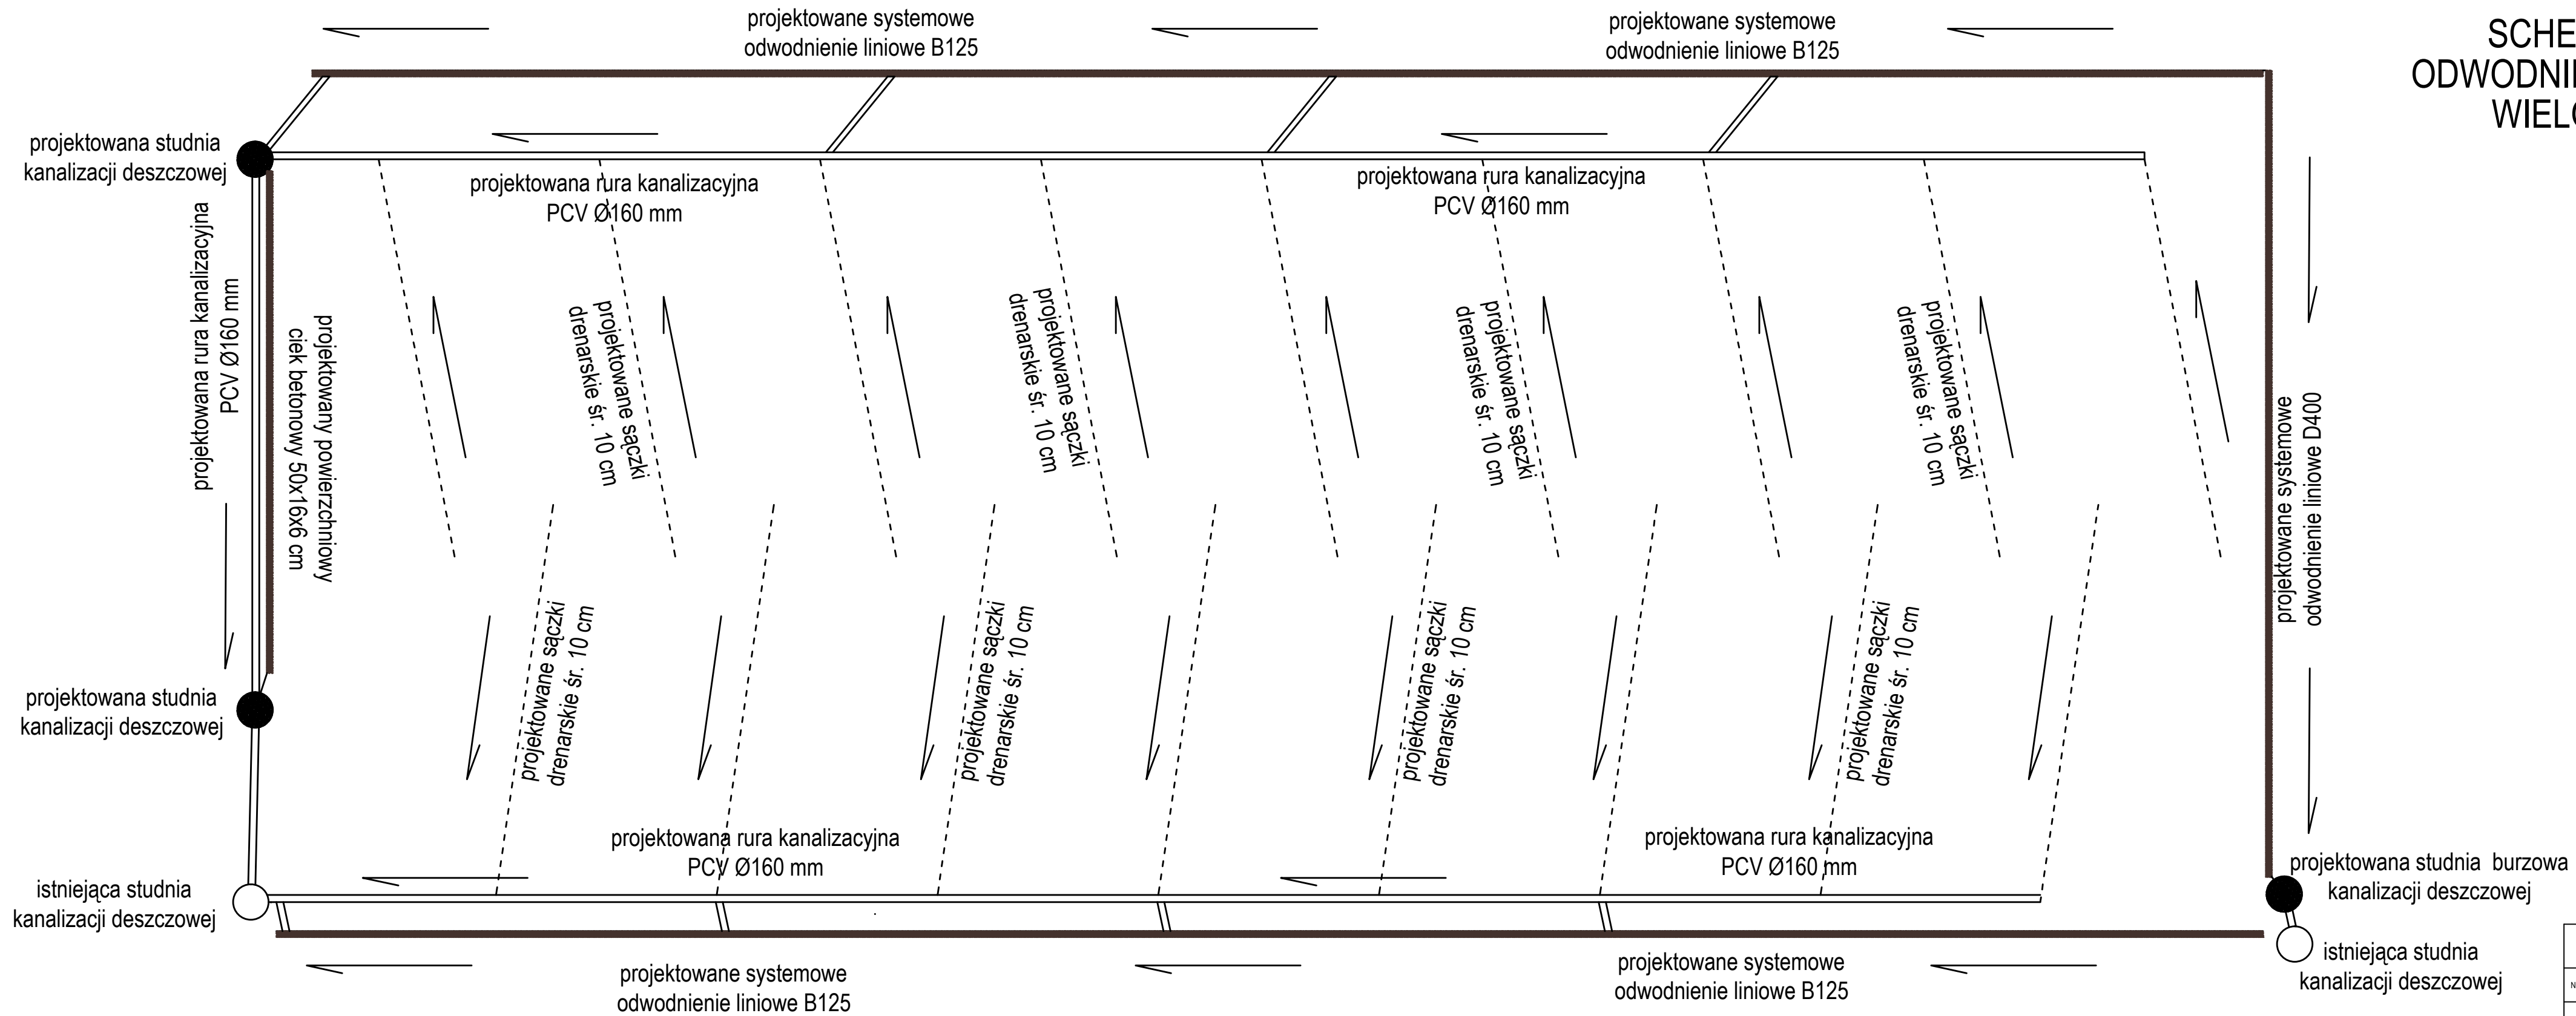 projektowane systemowe
odwodnienie liniowe B125
projektowane systemowe
odwodnienie liniowe B125
SCHE
ODWODNI
WIEL
projektowana studnia
kanalizacji deszczowej
projektowana rura kanalizacyjna
PCV Ø160 mm
projektowana rura kanalizacyjna
PCV Ø160 mm
projektowana rura kanalizacyjna
PCV Ø160 mm
projektowany powierzchniowy
ciek betonowy 50x16x6 cm
projektowane sączki
drenarskie śr. 10 cm
projektowane sączki
drenarskie śr. 10 cm
projektowane sączki
drenarskie śr. 10 cm
projektowane sączki
drenarskie śr. 10 cm
projektowane systemowe
odwodnienie liniowe D400
projektowane sączki
drenarskie śr. 10 cm
projektowane sączki
drenarskie śr. 10 cm
projektowane sączki
drenarskie śr. 10 cm
projektowane sączki
drenarskie śr. 10 cm
projektowana studnia
kanalizacji deszczowej
projektowana rura kanalizacyjna
PCV Ø160 mm
projektowana rura kanalizacyjna
PCV Ø160 mm
istniejąca studnia
kanalizacji deszczowej
projektowana studnia burzowa
kanalizacji deszczowej
istniejąca studnia
kanalizacji deszczowej
projektowane systemowe
odwodnienie liniowe B125
projektowane systemowe
odwodnienie liniowe B125
N